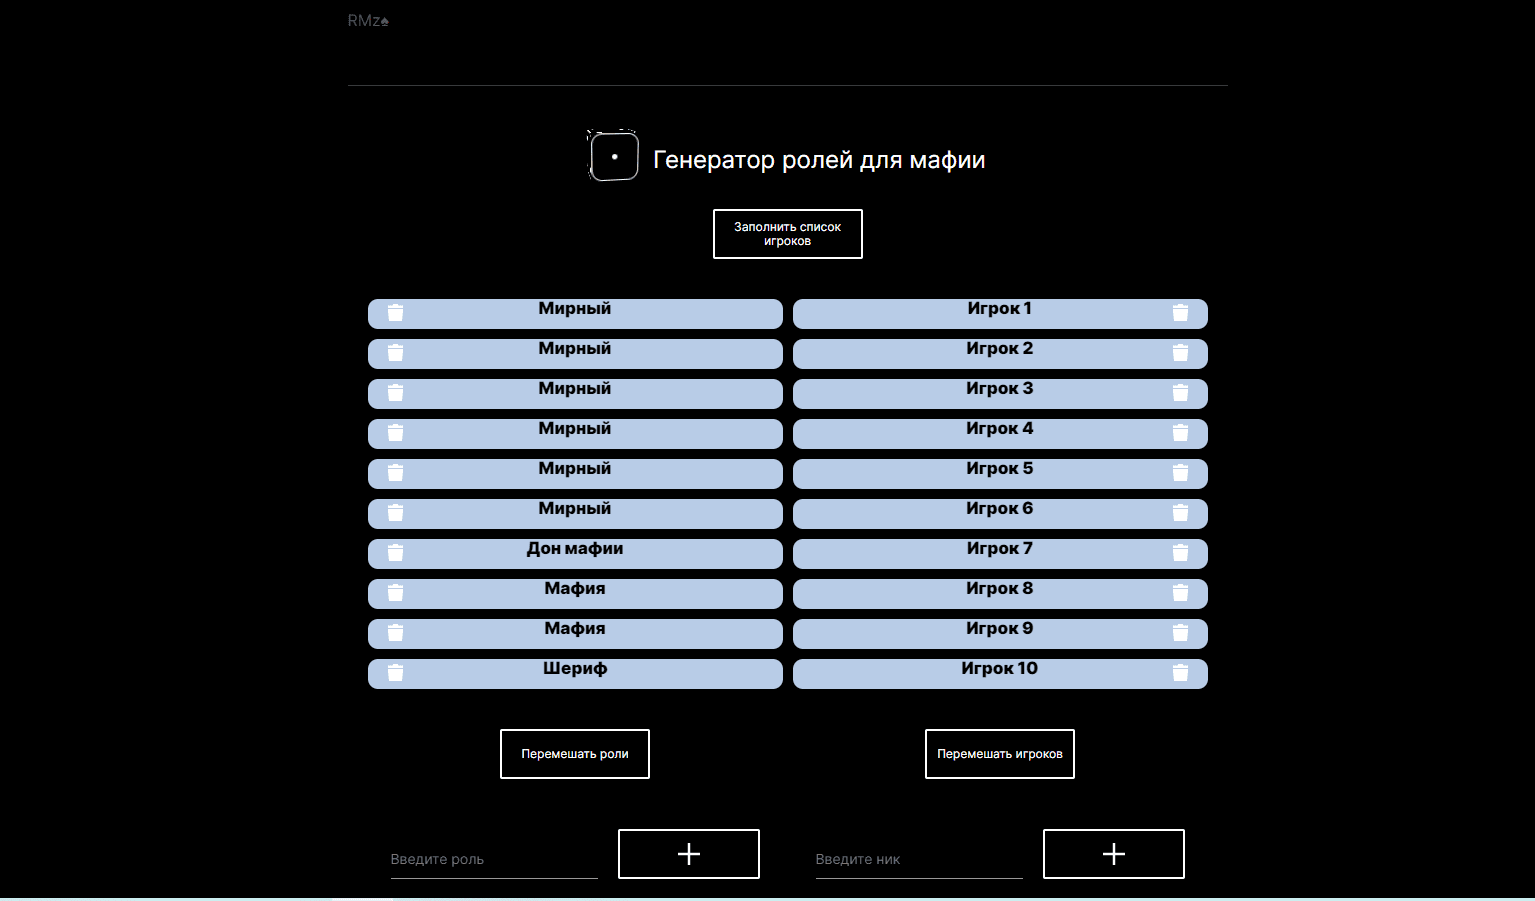 RMz♠
Генератор ролей для мафии
Заполнить список
игроков
Мирный
Игрок 1
Мирный
Игрок 2
Мирный
Игрок 3
Мирный
Игрок 4
Мирный
Игрок 5
Мирный
Игрок 6
Дон мафии
Игрок 7
Мафия
Игрок 8
Мафия
Игрок 9
Шериф
Игрок 10
Перемешать роли
Перемешать игроков
Введите роль
Введите ник